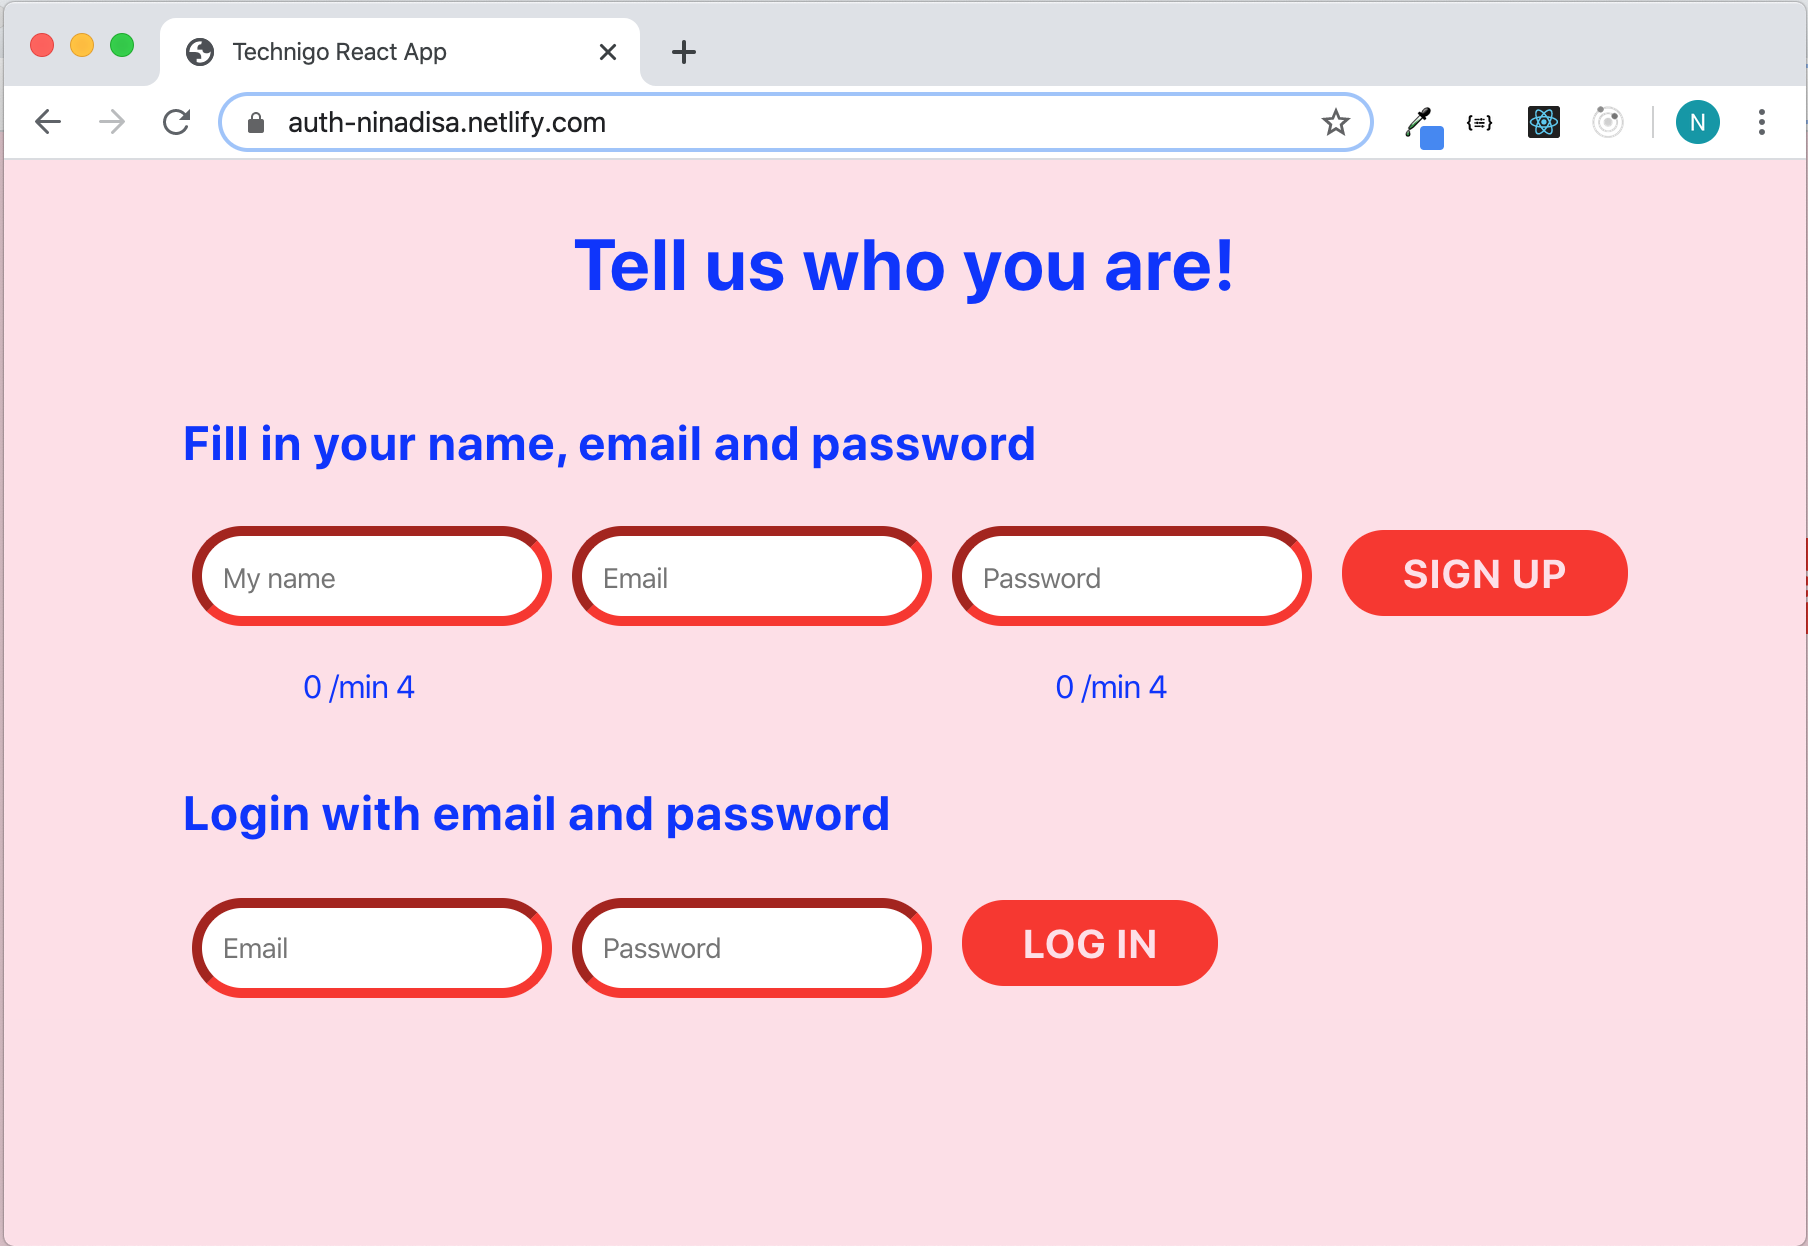 Technigo React App
auth-ninadisa.netlify.com
N
Tell us who you are!
Fill in your name, email and password
My name Email Password SIGN UP
0 /min 4 0 /min 4
Login with email and password
Email Password LOG IN